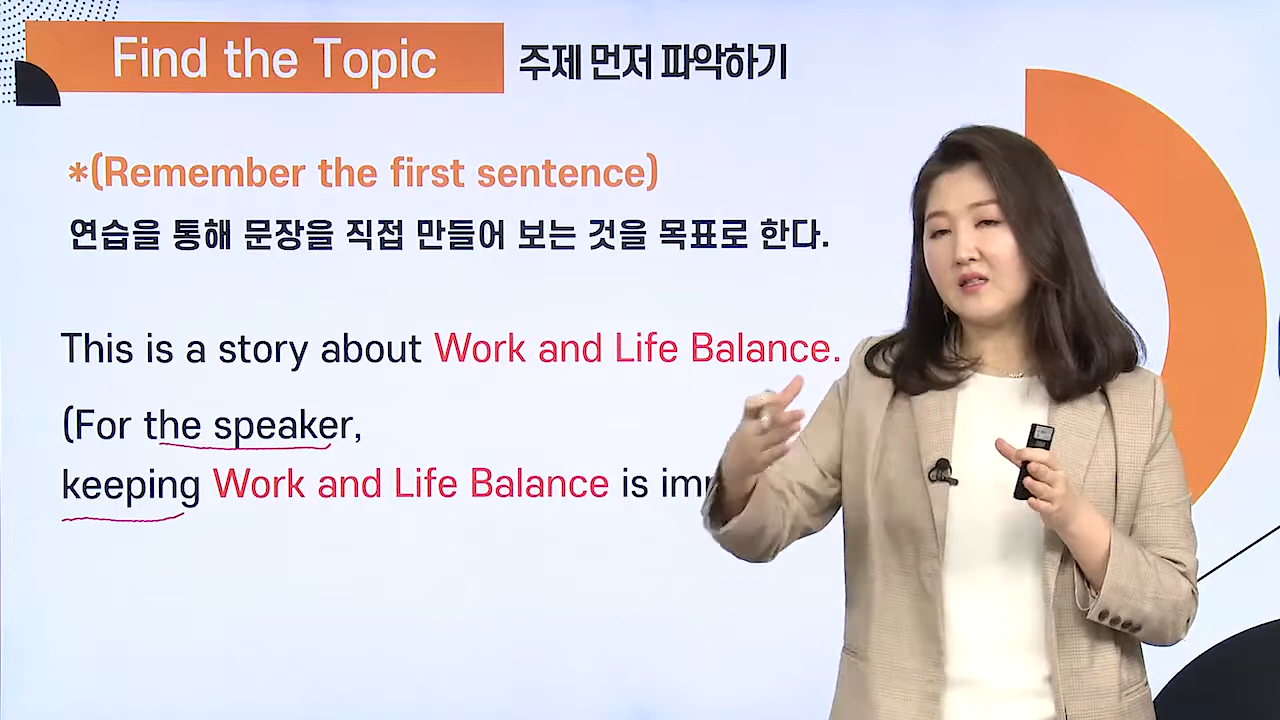 Find the Topic 주제 먼저 파악하기
*(Remember the first sentence)
연습을 통해 문장을 직접 만들어 보는 것을 목표로 한다.
This is a story about Work and Life Balance.
(For the speaker,
keeping Work and Life Balance is